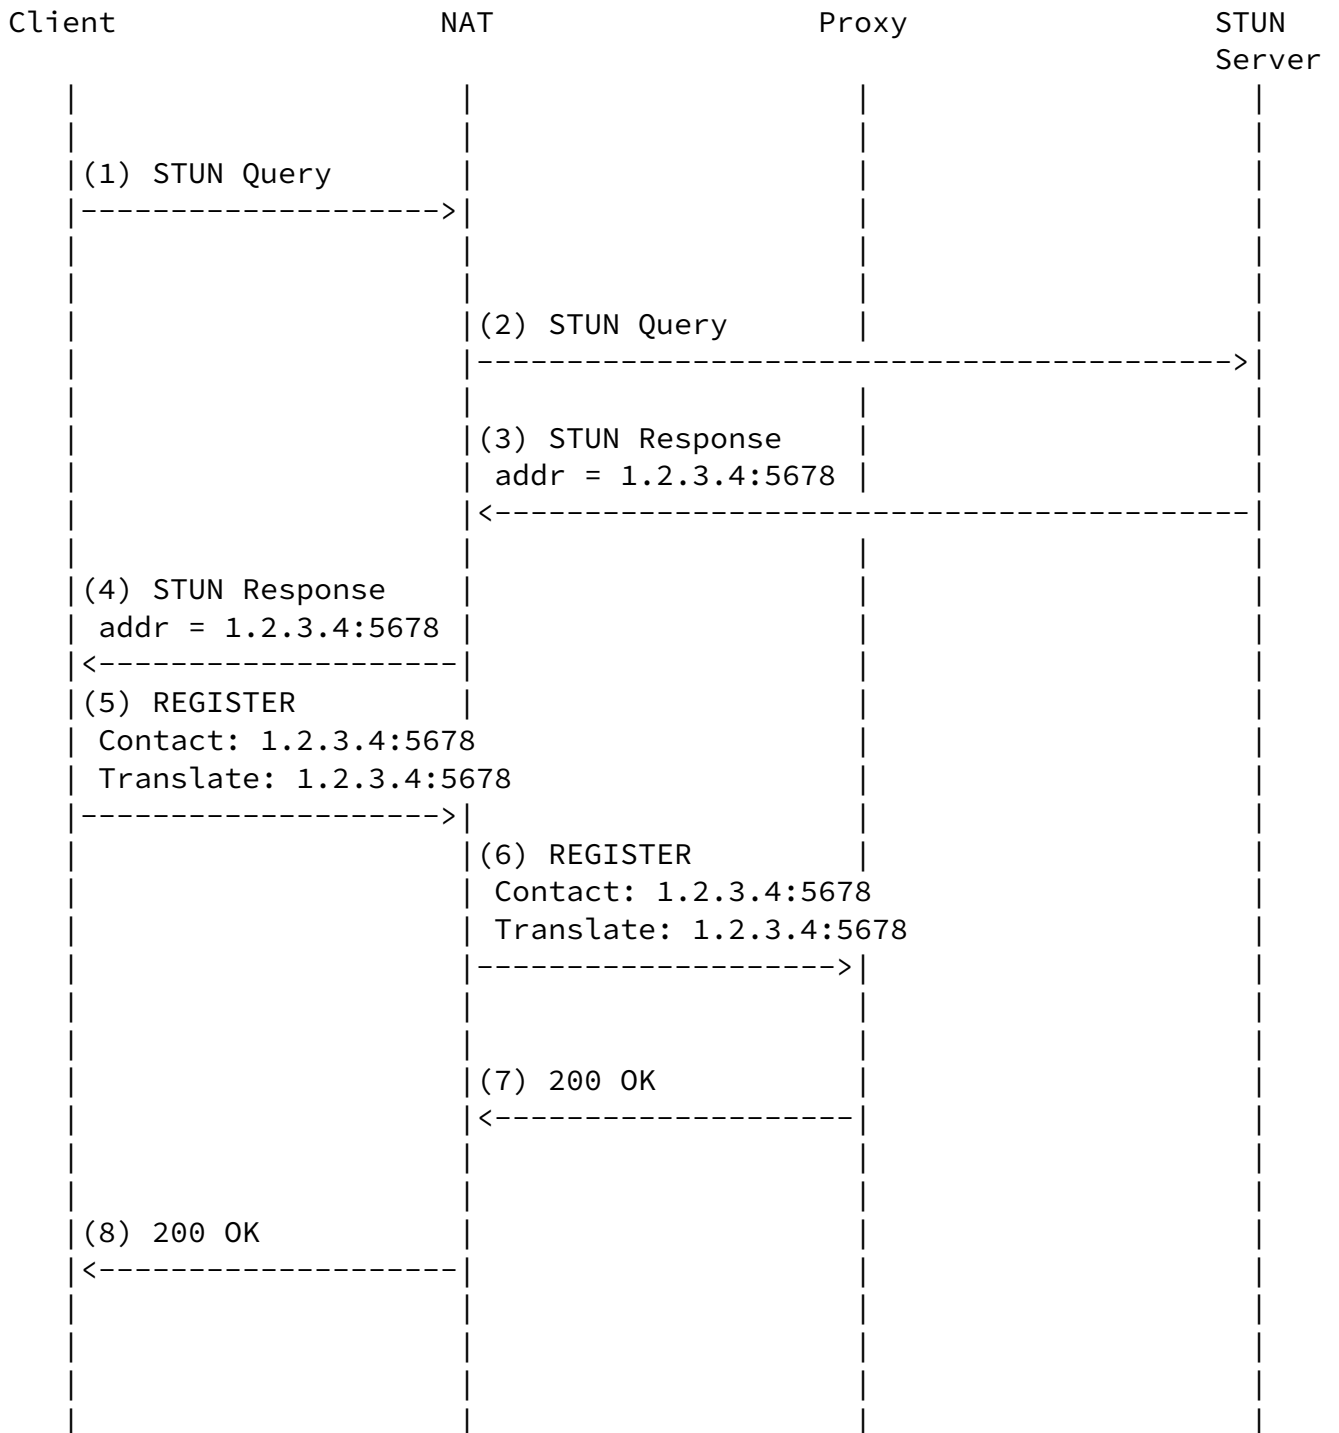 Client NAT Proxy STUN
Server
(1) STUN Query
(2) STUN Query
(3) STUN Response
addr = 1.2.3.4:5678
(4) STUN Response
addr = 1.2.3.4:5678
(5) REGISTER
Contact: 1.2.3.4:5678
Translate: 1.2.3.4:5678
(6) REGISTER
Contact: 1.2.3.4:5678
Translate: 1.2.3.4:5678
(7) 200 OK
(8) 200 OK